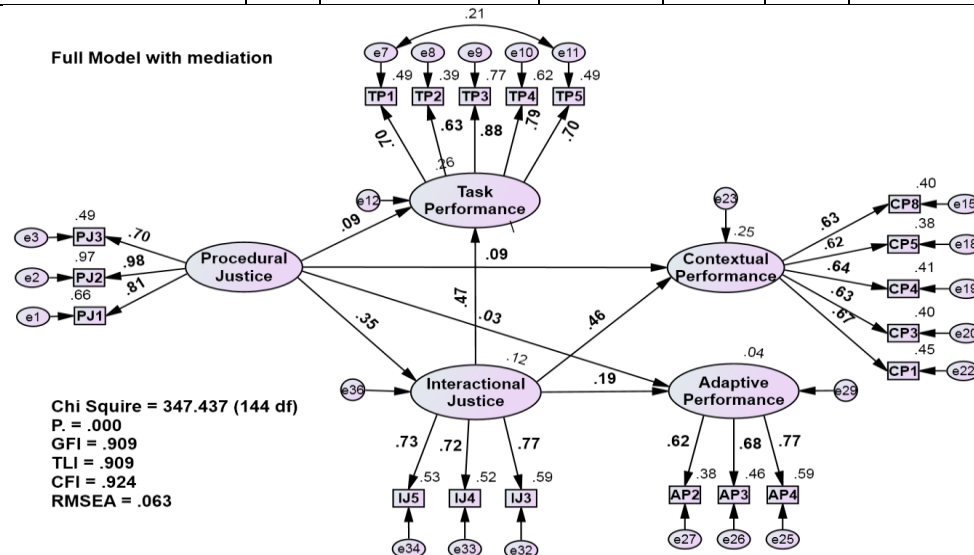 .21
e7 e8 e9 e10 e11
Full Model with mediation
.49 .39 .77 .62 .49
TP1 TP2 TP3 TP4 TP5
.70 .63 .88 .79 .70
.26
e12
Task
Performance
e23
.40
CP8 e15
.49
e3 PJ3 .70
.97
e2 PJ2 .98
.66
e1 PJ1 .81
Procedural
Justice
.09
.09
.25
Contextual
Performance
.63
.62
.64
.63
.67
.38
CP5 e18
.41
CP4 e19
.40
CP3 e20
.45
CP1 e22
.35
.47
.03
.46
.12
.04
e36
Interactional
Justice
.19
Adaptive
Performance
e29
Chi Squire = 347.437 (144 df)
P. = .000
GFI = .909
TLI = .909
CFI = .924
RMSEA = .063
.73 .72 .77
.53 .52 .59
IJ5 IJ4 IJ3
e34 e33 e32
.62 .68 .77
.38 .46 .59
AP2 AP3 AP4
e27 e26 e25